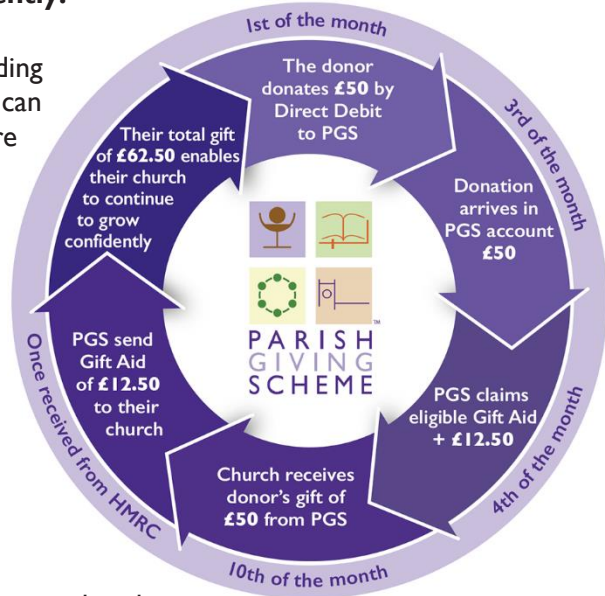 ently.
ding
can
re
1st of the month
The donor
donates £50 by
Direct Debit
to PGS
3rd of the month
Donation
arrives in
PGS account
£50
4th of the month
PGS claims
eligible Gift Aid
+ £12.50
10th of the month
Church receives
donor's gift of
£50 from PGS
Once received from HMRC
PGS send
Gift Aid
of £12.50
to their
church
Their total gift
of £62.50 enables
their church
to continue
to grow
confidently
PARISH
GIVING
SCHEME
TM